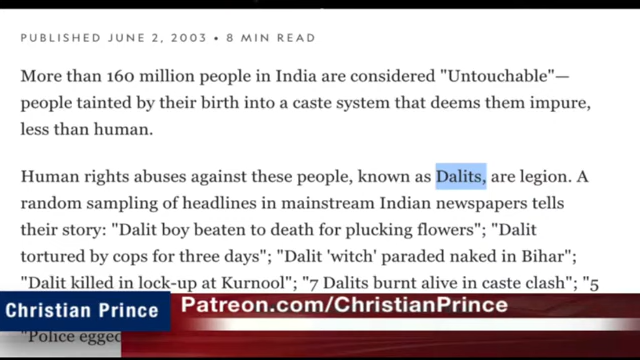 PUBLISHED JUNE 2, 2003 • 8 MIN READ
More than 160 million people in India are considered "Untouchable"—
people tainted by their birth into a caste system that deems them impure,
less than human.
Human rights abuses against these people, known as Dalits, are legion. A
random sampling of headlines in mainstream Indian newspapers tells
their story: "Dalit boy beaten to death for plucking flowers"; "Dalit
tortured by cops for three days"; "Dalit 'witch' paraded naked in Bihar";
"Dalit killed in lock-up at Kurnool"; "7 Dalits burnt alive in caste clash"; "5
Christian Prince
Patreon.com/ChristianPrince
"Police egged